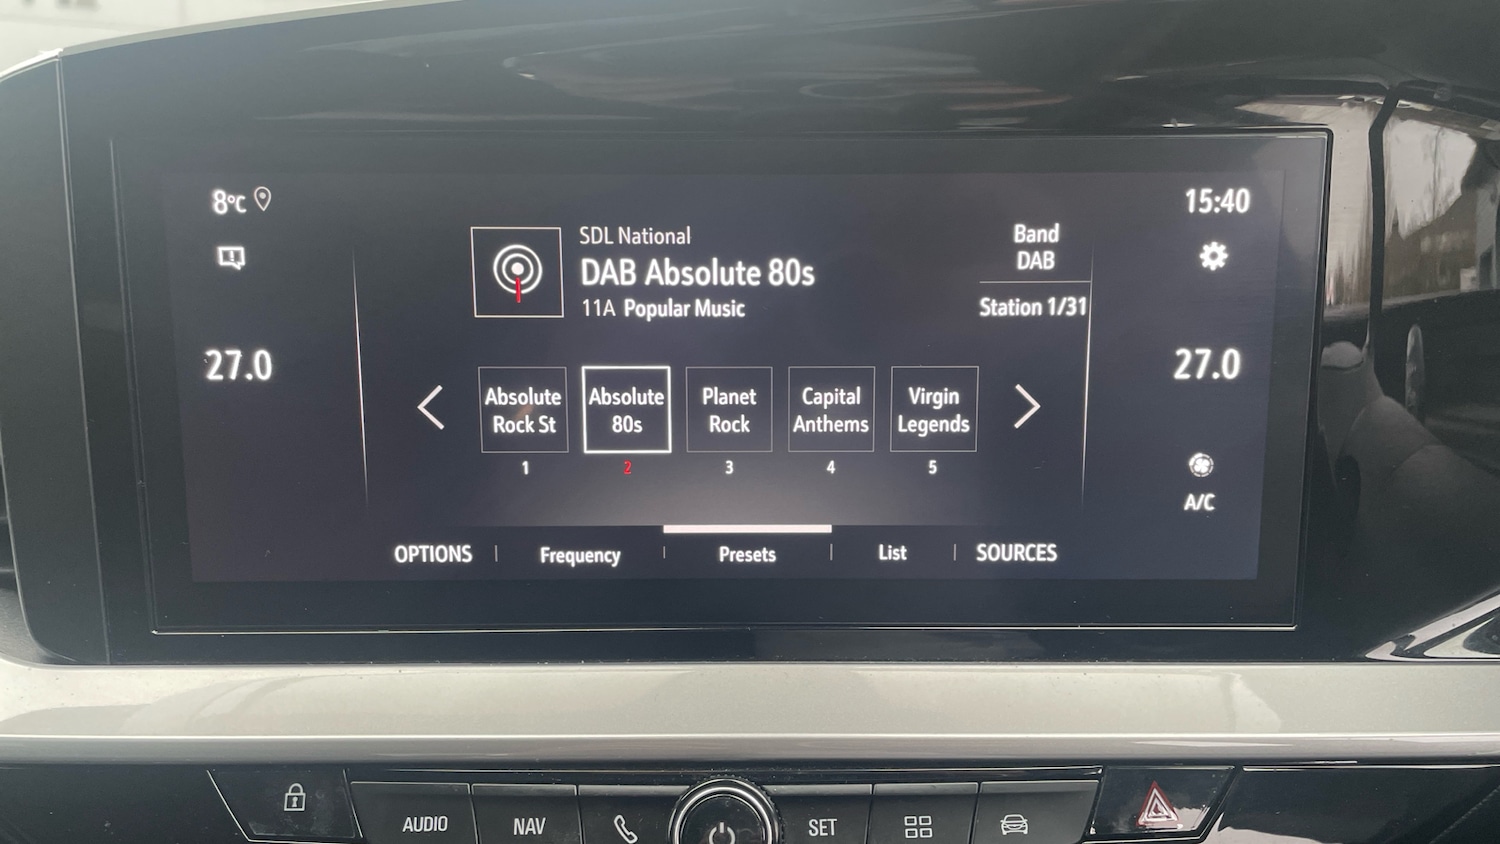 8°C
15:40
SDL National
DAB Absolute 80s
11A Popular Music
Band
DAB
Station 1/31
27.0
27.0
Absolute
Rock St
1
Absolute
80s
2
Planet
Rock
3
Capital
Anthems
4
Virgin
Legends
5
A/C
OPTIONS
Frequency
Presets
List
SOURCES
AUDIO
NAV
SET